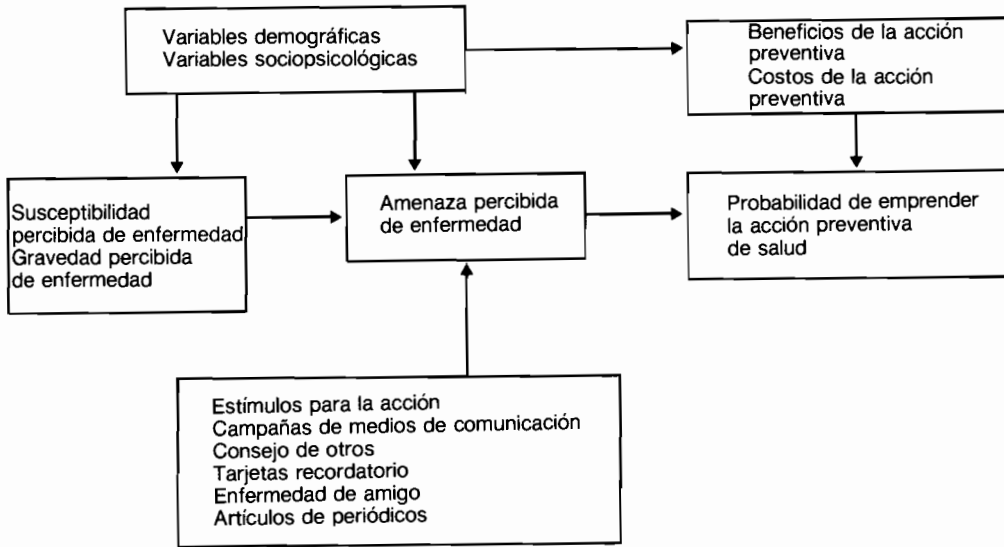 Variables demográficas
Variables sociopsicológicas
Beneficios de la acción
preventiva
Costos de la acción
preventiva
Susceptibilidad
percibida de enfermedad
Gravedad percibida
de enfermedad
Amenaza percibida
de enfermedad
Probabilidad de emprender
la acción preventiva
de salud
Estímulos para la acción
Campañas de medios de comunicación
Consejo de otros
Tarjetas recordatorio
Enfermedad de amigo
Artículos de periódicos